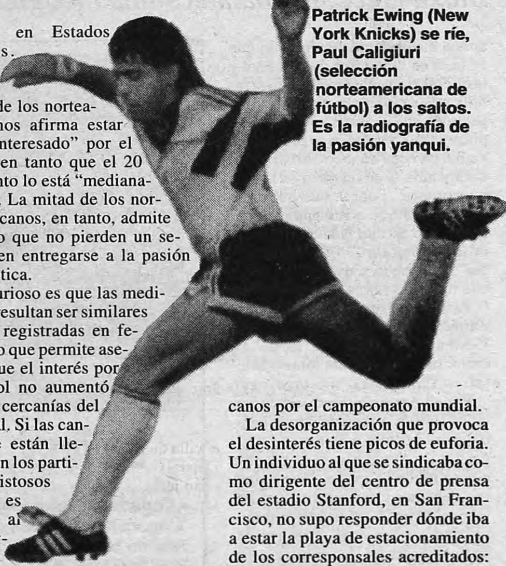 en Estados
s.
de los nortea-
nos afirma estar
nteresado” por el
en tanto que el 20
nto lo está “mediana-
. La mitad de los nor-
canos, en tanto, admite
o que no pierden un se-
en entregarse a la pasión
tica.
urioso es que las medi-
resultan ser similares
registradas en fe-
o que permite ase-
ue el interés por
ol no aumentó
cercanías del
l. Si las can-
están lle-
n los parti-
istosos
es
al
Patrick Ewing (New
York Knicks) se ríe,
Paul Caligiuri
(selección
norteamericana de
fútbol) a los saltos.
Es la radiografía de
la pasión yanqui.
canos por el campeonato mundial.
La desorganización que provoca
el desinterés tiene picos de euforia.
Un individuo al que se sindicaba co-
mo dirigente del centro de prensa
del estadio Stanford, en San Fran-
cisco, no supo responder dónde iba
a estar la playa de estacionamiento
de los corresponsales acreditados: